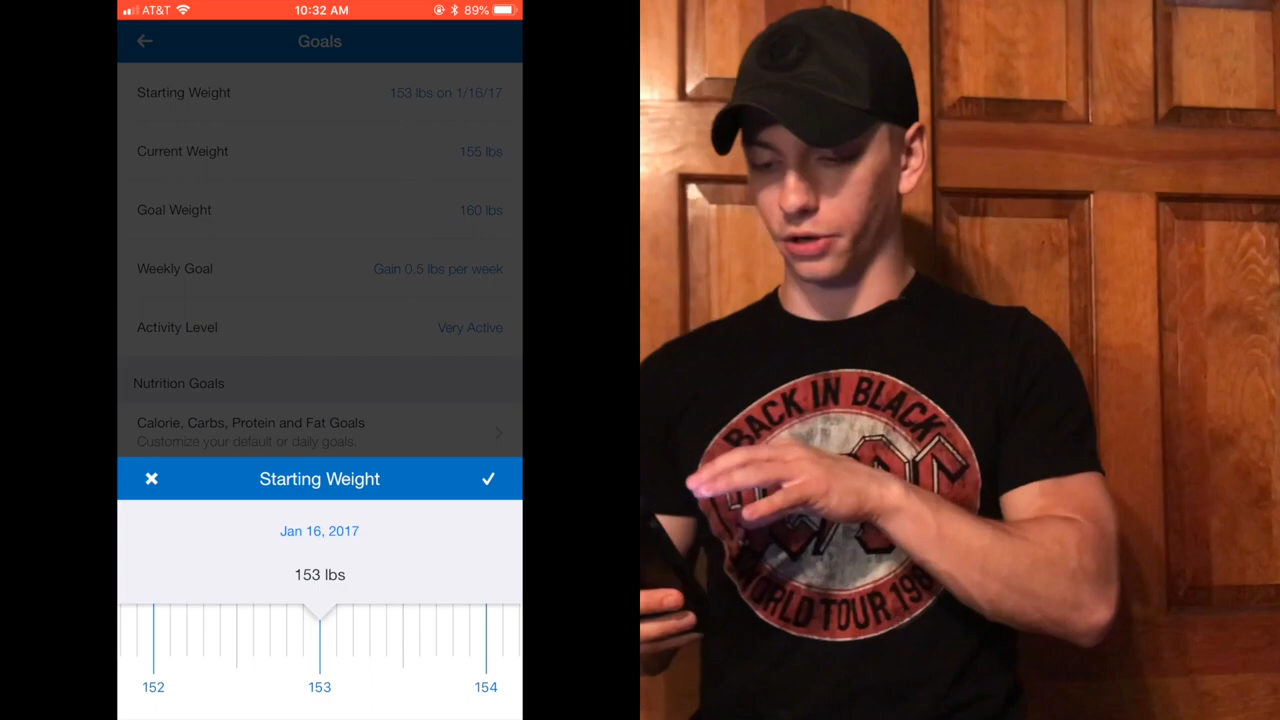 AT&T 10:32 AM 89%
Goals
Starting Weight 153 lbs on 1/16/17
Current Weight 155 lbs
Goal Weight 160 lbs
Weekly Goal Gain 0.5 lbs per week
Activity Level Very Active
Nutrition Goals
Calorie, Carbs, Protein and Fat Goals
Customize your default or daily goals.
Starting Weight
Jan 16, 2017
153 lbs
152 153 154
BACK IN BLACK
WORLD TOUR